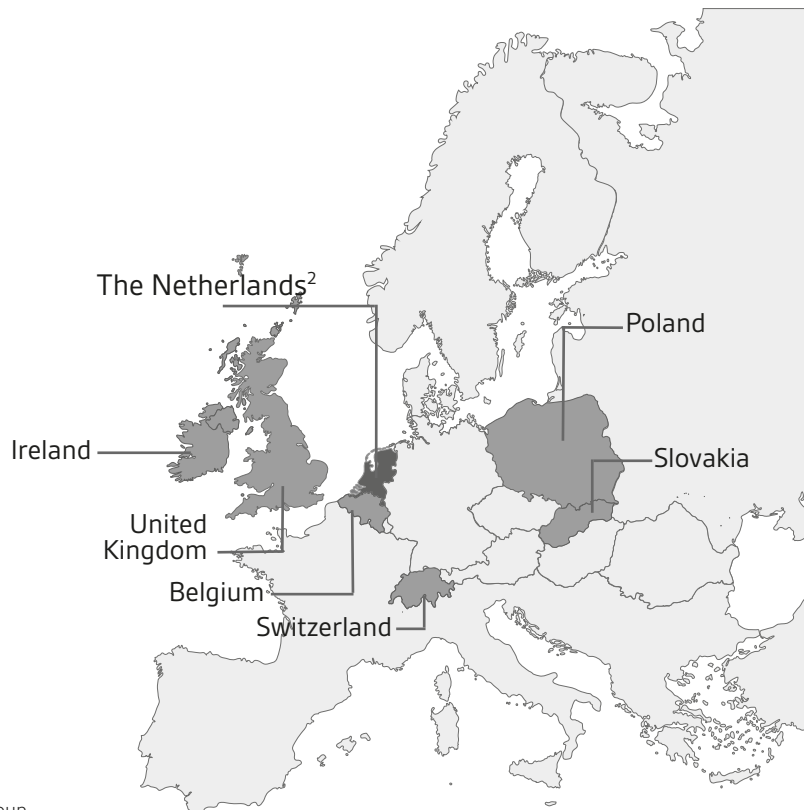 The Netherlands²
Poland
Ireland
Slovakia
United
Kingdom
Belgium
Switzerland